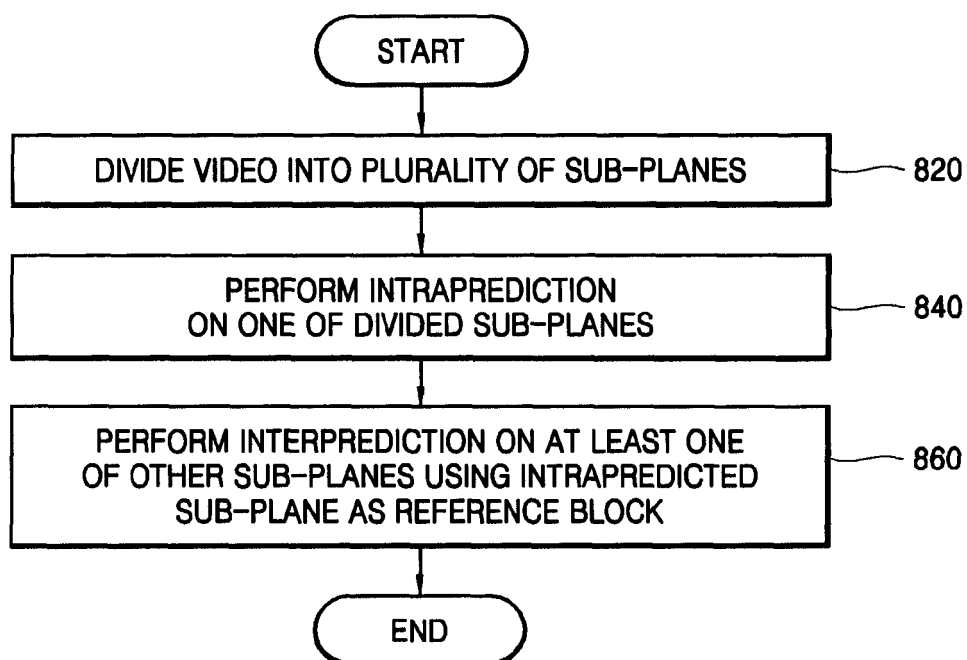 START
DIVIDE VIDEO INTO PLURALITY OF SUB-PLANES
820
PERFORM INTRAPREDICTION
ON ONE OF DIVIDED SUB-PLANES
840
PERFORM INTERPREDICTION ON AT LEAST ONE
OF OTHER SUB-PLANES USING INTRAPREDICTED
SUB-PLANE AS REFERENCE BLOCK
860
END